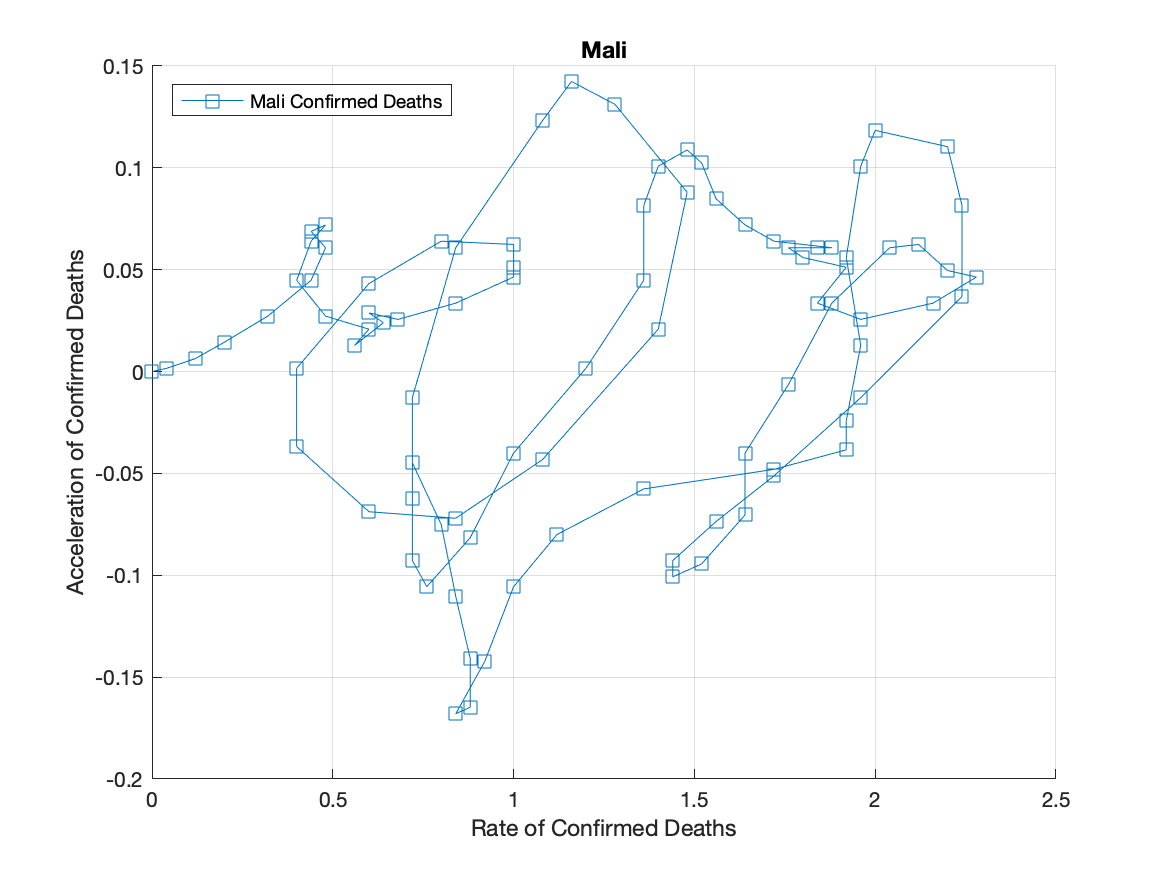 Mali
Mali Confirmed Deaths
Acceleration of Confirmed Deaths
0.15
0.1
0.05
0
-0.05
-0.1
-0.15
-0.2
0 0.5 1 1.5 2 2.5
Rate of Confirmed Deaths